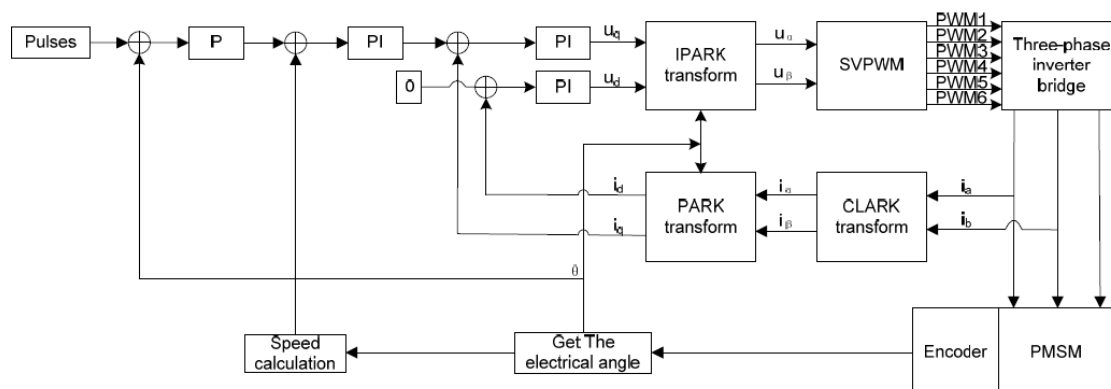 Pulses
IP
PI
PI
u_q
IPARK
transform
u_α
u_β
SVPWM
PWM1
PWM2
PWM3
PWM4
PWM5
PWM6
Three-phase
inverter
bridge
0
PI
u_d
i_d
i_q
PARK
transform
i_α
i_β
CLARK
transform
i_a
i_b
θ
Speed
calculation
Get The
electrical angle
Encoder
PMSM